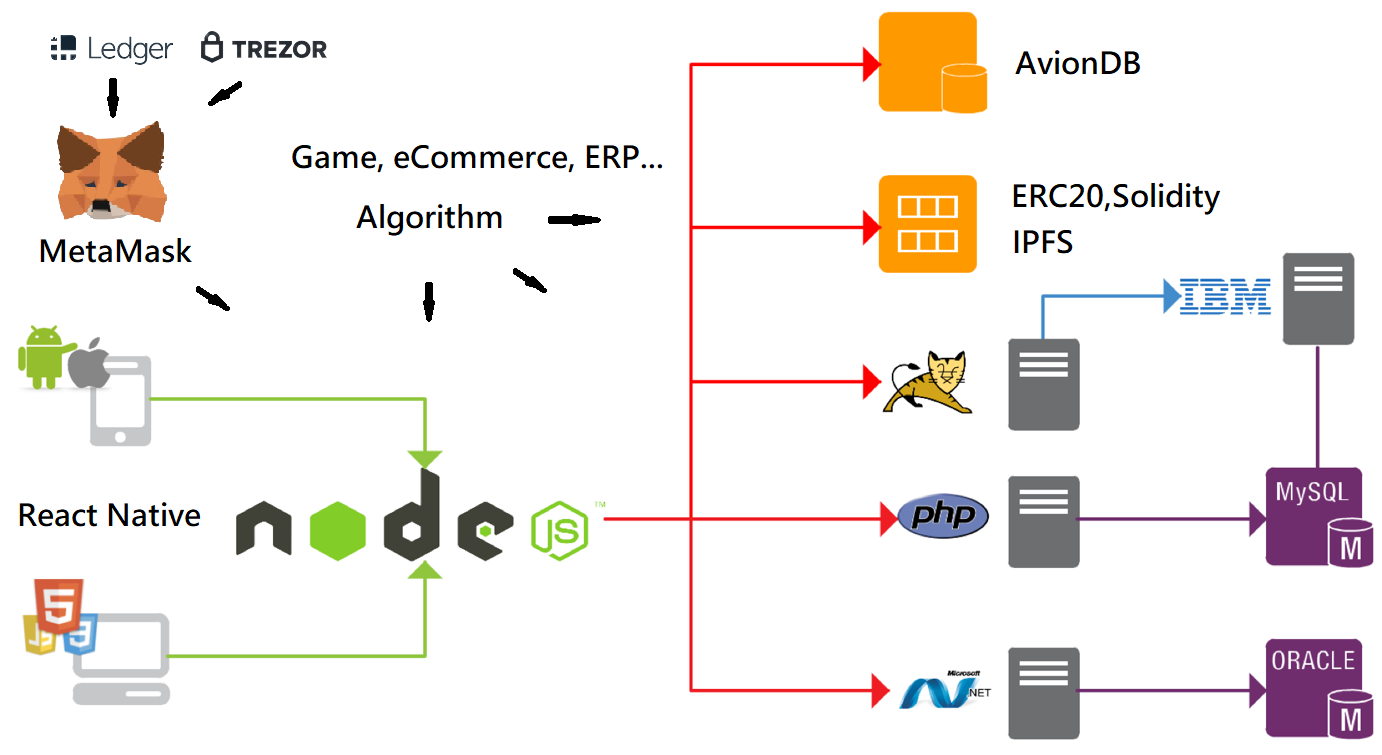 Ledger TREZOR
AvionDB
Game, eCommerce, ERP...
Algorithm
ERC20,Solidity
IPFS
MetaMask
IBM
React Native
node
JS
TM
php
MySQL
M
5
JS
3
Microsoft
.NET
ORACLE
M